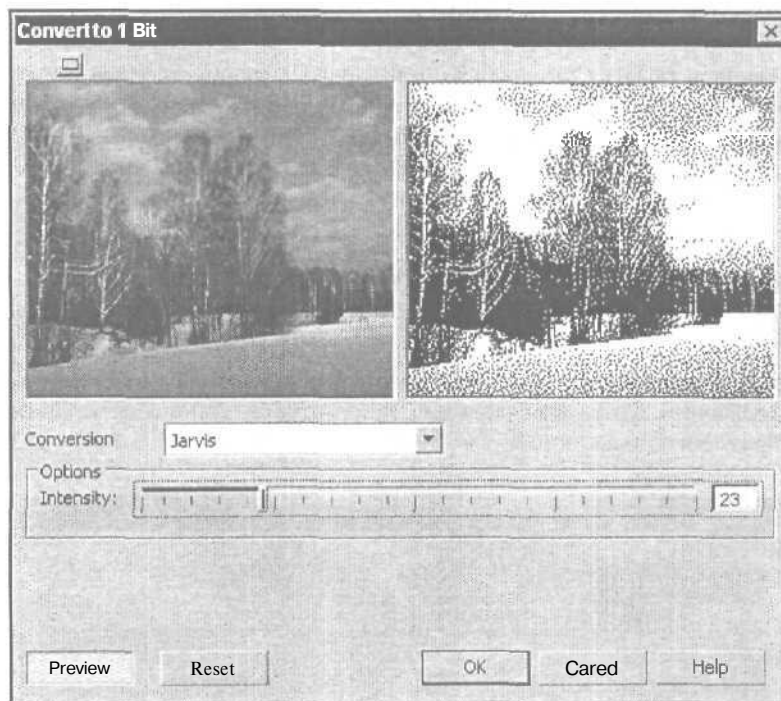 Convert to 1 Bit
Conversion Jarvis
Options
Intensity: 23
Preview Reset OK Cared Help